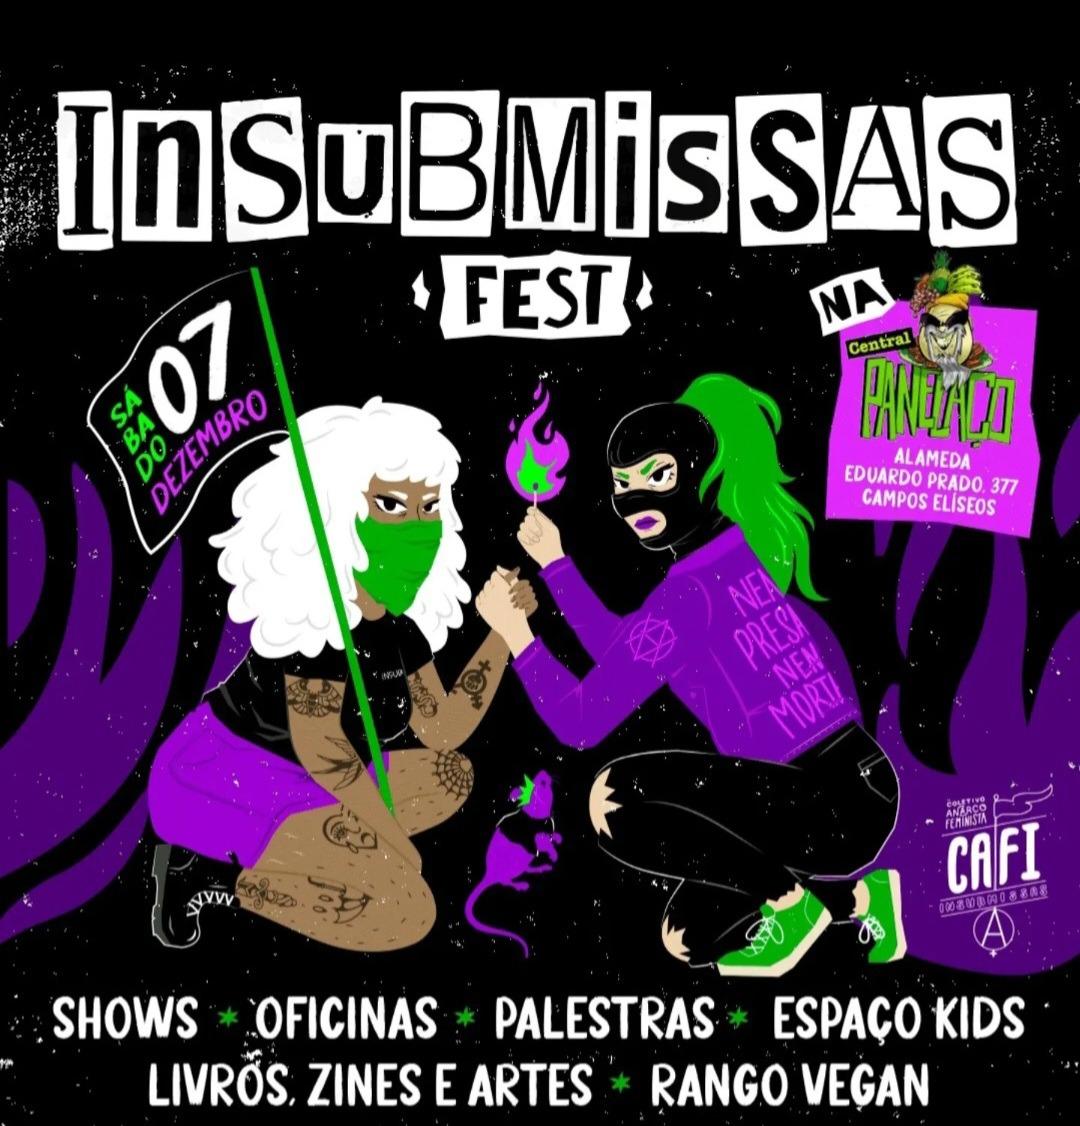 InSuBMiSSAS
FEST
SÁ
BA
DO
07
DEZEMBRO
NA
Central
PANELAÇO
ALAMEDA
EDUARDO PRADO, 377
CAMPOS ELÍSEOS
INSUB
NEM
PRESA
NEM
MORTA
COLETIVO
ANARCO
FEMINISTA
CAFI
INSUBMISSAS
A
SHOWS * OFICINAS * PALESTRAS * ESPAÇO KIDS
LIVROS, ZINES E ARTES * RANGO VEGAN